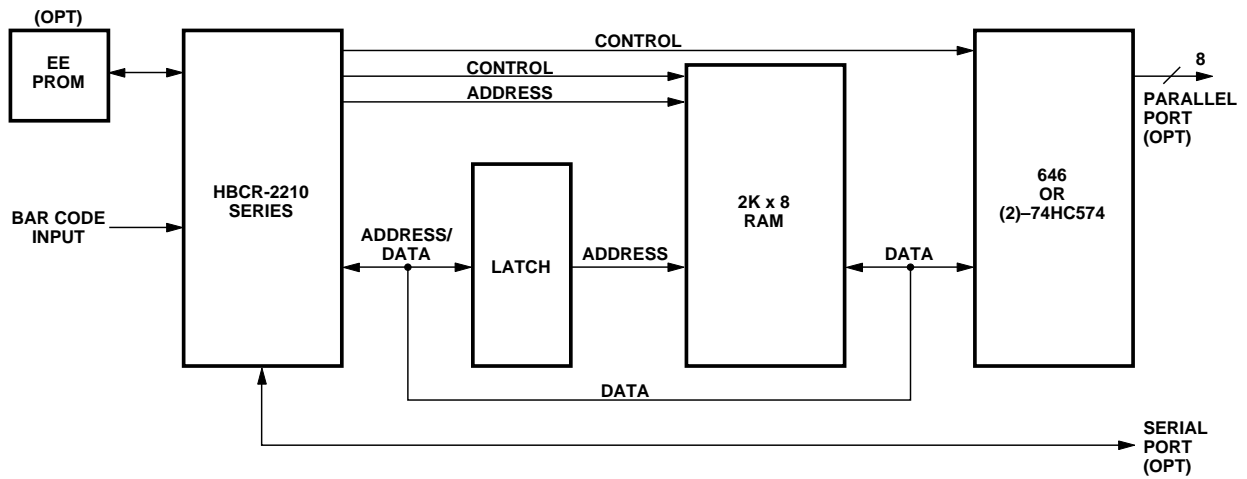 (OPT)
EE
PROM
BAR CODE
INPUT
HBCR-2210
SERIES
CONTROL
CONTROL
ADDRESS
ADDRESS/
DATA
LATCH
ADDRESS
2K x 8
RAM
DATA
DATA
646
OR
(2)–74HC574
8
PARALLEL
PORT
(OPT)
SERIAL
PORT
(OPT)